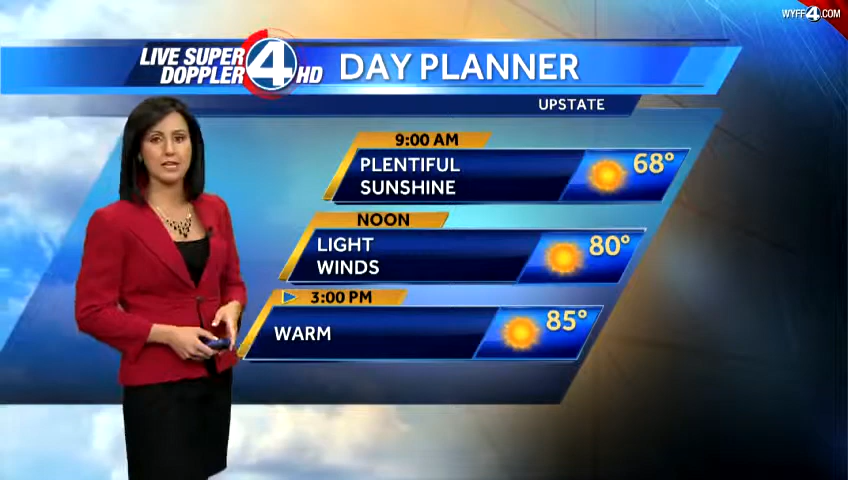 WYFF4.COM
LIVE SUPER
DOPPLER 4 HD
DAY PLANNER
UPSTATE
9:00 AM
PLENTIFUL
SUNSHINE
68°
NOON
LIGHT
WINDS
80°
3:00 PM
WARM
85°